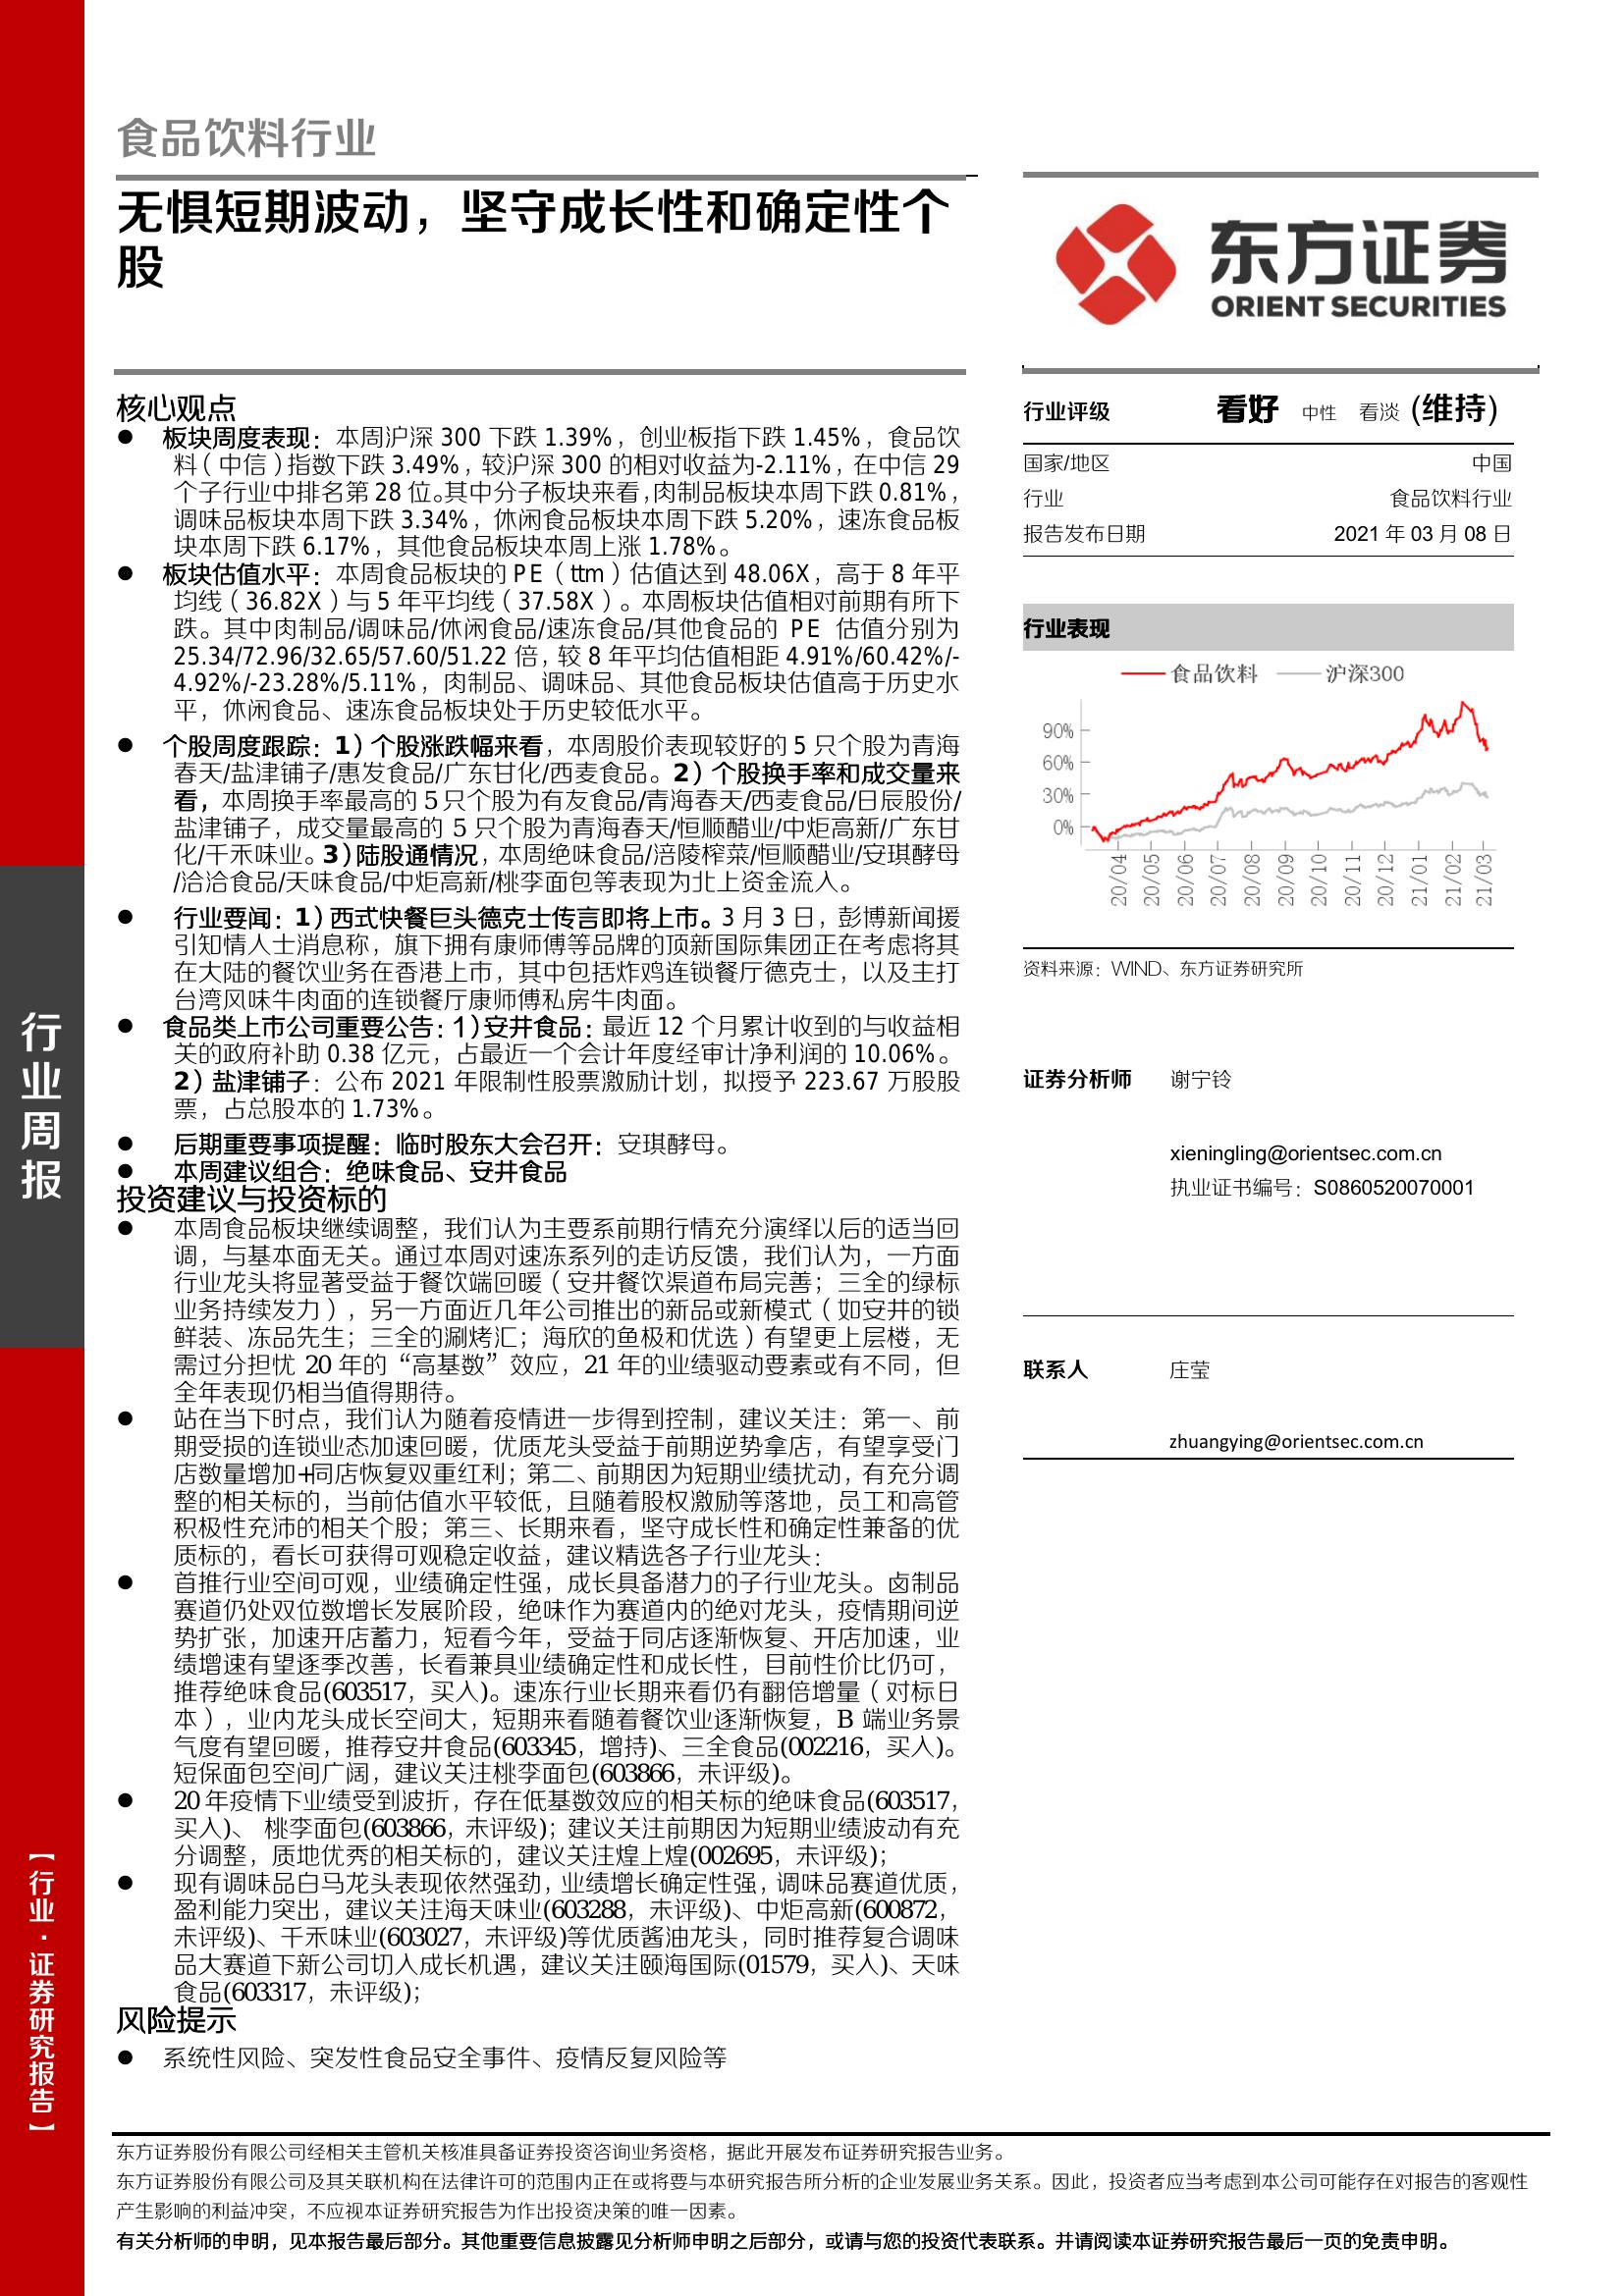 食品饮料行业
无惧短期波动，坚守成长性和确定性个
股
核心观点
● 板块周度表现：本周沪深 300 下跌 1.39%，创业板指下跌 1.45%，食品饮
料（中信）指数下跌 3.49%，较沪深 300 的相对收益为-2.11%，在中信 29
个子行业中排名第 28 位。其中分子板块来看，肉制品板块本周下跌 0.81%，
调味品板块本周下跌 3.34%，休闲食品板块本周下跌 5.20%，速冻食品板
块本周下跌 6.17%，其他食品板块本周上涨 1.78%。
● 板块估值水平：本周食品板块的 PE（ttm）估值达到 48.06X，高于 8 年平
均线（36.82X）与 5 年平均线（37.58X）。本周板块估值相对前期有所下
跌。其中肉制品/调味品/休闲食品/速冻食品/其他食品的 PE 估值分别为
25.34/72.96/32.65/57.60/51.22 倍，较 8 年平均估值相距 4.91%/60.42%/-
4.92%/-23.28%/5.11%，肉制品、调味品、其他食品板块估值高于历史水
平，休闲食品、速冻食品板块处于历史较低水平。
● 个股周度跟踪：1）个股涨跌幅来看，本周股价表现较好的 5 只个股为青海
春天/盐津铺子/惠发食品/广东甘化/西麦食品。2）个股换手率和成交量来
看，本周换手率最高的 5 只个股为有友食品/青海春天/西麦食品/日辰股份/
盐津铺子，成交量最高的 5 只个股为青海春天/恒顺醋业/中炬高新/广东甘
化/千禾味业。3）陆股通情况，本周绝味食品/涪陵榨菜/恒顺醋业/安琪酵母
/洽洽食品/天味食品/中炬高新/桃李面包等表现为北上资金流入。
● 行业要闻：1）西式快餐巨头德克士传言即将上市。3 月 3 日，彭博新闻援
引知情人士消息称，旗下拥有康师傅等品牌的顶新国际集团正在考虑将其
在大陆的餐饮业务在香港上市，其中包括炸鸡连锁餐厅德克士，以及主打
台湾风味牛肉面的连锁餐厅康师傅私房牛肉面。
● 食品类上市公司重要公告：1）安井食品：最近 12 个月累计收到的与收益相
关的政府补助 0.38 亿元，占最近一个会计年度经审计净利润的 10.06%。
2）盐津铺子：公布 2021 年限制性股票激励计划，拟授予 223.67 万股股
票，占总股本的 1.73%。
● 后期重要事项提醒：临时股东大会召开：安琪酵母。
● 本周建议组合：绝味食品、安井食品
投资建议与投资标的
● 本周食品板块继续调整，我们认为主要系前期行情充分演绎以后的适当回
调，与基本面无关。通过本周对速冻系列的走访反馈，我们认为，一方面
行业龙头将显著受益于餐饮端回暖（安井餐饮渠道布局完善；三全的绿标
业务持续发力），另一方面近几年公司推出的新品或新模式（如安井的锁
鲜装、冻品先生；三全的涮烤汇；海欣的鱼极和优选）有望更上层楼，无
需过分担忧 20 年的“高基数”效应，21 年的业绩驱动要素或有不同，但
全年表现仍相当值得期待。
● 站在当下时点，我们认为随着疫情进一步得到控制，建议关注：第一、前
期受损的连锁业态加速回暖，优质龙头受益于前期逆势拿店，有望享受门
店数量增加+同店恢复双重红利；第二、前期因为短期业绩扰动，有充分调
整的相关标的，当前估值水平较低，且随着股权激励等落地，员工和高管
积极性充沛的相关个股；第三、长期来看，坚守成长性和确定性兼备的优
质标的，看长可获得可观稳定收益，建议精选各子行业龙头：
● 首推行业空间可观，业绩确定性强，成长具备潜力的子行业龙头。卤制品
赛道仍处双位数增长发展阶段，绝味作为赛道内的绝对龙头，疫情期间逆
势扩张，加速开店蓄力，短看今年，受益于同店逐渐恢复、开店加速，业
绩增速有望逐季改善，长看兼具业绩确定性和成长性，目前性价比仍可，
推荐绝味食品(603517，买入)。速冻行业长期来看仍有翻倍增量（对标日
本），业内龙头成长空间大，短期来看随着餐饮业逐渐恢复，B 端业务景
气度有望回暖，推荐安井食品(603345，增持)、三全食品(002216，买入)。
短保面包空间广阔，建议关注桃李面包(603866，未评级)。
● 20 年疫情下业绩受到波折，存在低基数效应的相关标的绝味食品(603517，
买入)、 桃李面包(603866，未评级)；建议关注前期因为短期业绩波动有充
分调整，质地优秀的相关标的，建议关注煌上煌(002695，未评级)；
● 现有调味品白马龙头表现依然强劲，业绩增长确定性强，调味品赛道优质，
盈利能力突出，建议关注海天味业(603288，未评级)、中炬高新(600872，
未评级)、千禾味业(603027，未评级)等优质酱油龙头，同时推荐复合调味
品大赛道下新公司切入成长机遇，建议关注颐海国际(01579，买入)、天味
食品(603317，未评级)；
风险提示
● 系统性风险、突发性食品安全事件、疫情反复风险等
东方证券
ORIENT SECURITIES
行业评级 看好 中性 看淡 (维持)
国家/地区 中国
行业 食品饮料行业
报告发布日期 2021 年 03 月 08 日
行业表现
食品饮料 沪深300
90%
60%
30%
0%
20/04 20/05 20/06 20/07 20/08 20/09 20/10 20/11 20/12 21/01 21/02 21/03
资料来源：WIND、东方证券研究所
证券分析师 谢宁铃
xieningling@orientsec.com.cn
执业证书编号：S0860520070001
联系人 庄莹
zhuangying@orientsec.com.cn
行业周报
【行业·证券研究报告】
东方证券股份有限公司经相关主管机关核准具备证券投资咨询业务资格，据此开展发布证券研究报告业务。
东方证券股份有限公司及其关联机构在法律许可的范围内正在或将要与本研究报告所分析的企业发展业务关系。因此，投资者应当考虑到本公司可能存在对报告的客观性
产生影响的利益冲突，不应视本证券研究报告为作出投资决策的唯一因素。
有关分析师的申明，见本报告最后部分。其他重要信息披露见分析师申明之后部分，或请与您的投资代表联系。并请阅读本证券研究报告最后一页的免责申明。